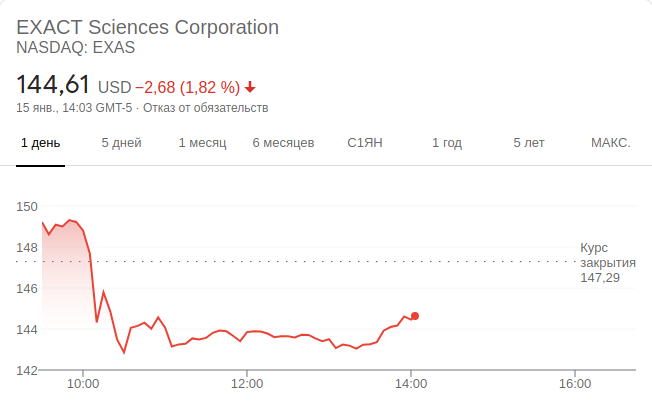 EXACT Sciences Corporation
NASDAQ: EXAS
144,61 USD −2,68 (1,82 %)
15 янв., 14:03 GMT-5 · Отказ от обязательств
1 день 5 дней 1 месяц 6 месяцев С1ЯН 1 год 5 лет МАКС.
150
148
146
144
142
Курс
закрытия
147,29
10:00 12:00 14:00 16:00